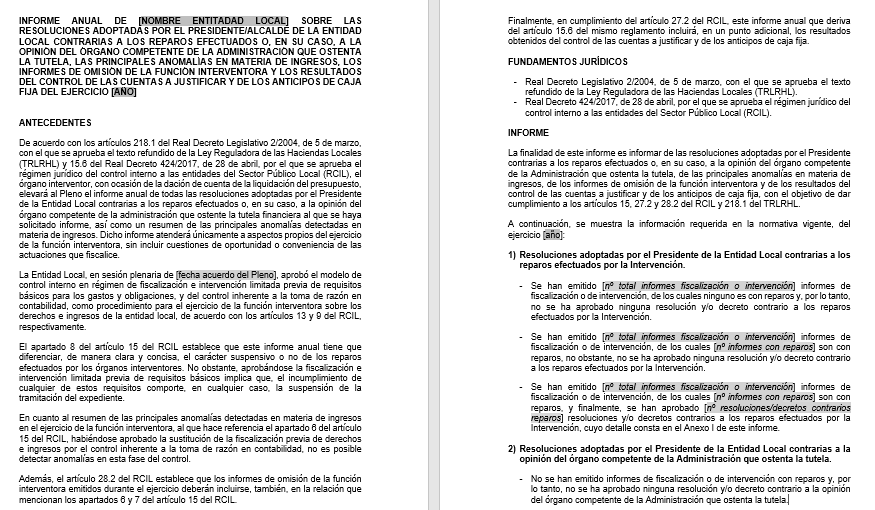 INFORME ANUAL DE [NOMBRE ENTITADAD LOCAL] SOBRE LAS
RESOLUCIONES ADOPTADAS POR EL PRESIDENTE/ALCALDE DE LA ENTIDAD
LOCAL CONTRARIAS A LOS REPAROS EFECTUADOS O, EN SU CASO, A LA
OPINIÓN DEL ÓRGANO COMPETENTE DE LA ADMINISTRACIÓN QUE OSTENTA
LA TUTELA, LAS PRINCIPALES ANOMALÍAS EN MATERIA DE INGRESOS, LOS
INFORMES DE OMISIÓN DE LA FUNCIÓN INTERVENTORA Y LOS RESULTADOS
DEL CONTROL DE LAS CUENTAS A JUSTIFICAR Y DE LOS ANTICIPOS DE CAJA
FIJA DEL EJERCICIO [AÑO]
ANTECEDENTES
De acuerdo con los artículos 218.1 del Real Decreto Legislativo 2/2004, de 5 de marzo,
con el que se aprueba el texto refundido de la Ley Reguladora de las Haciendas Locales
(TRLRHL) y 15.6 del Real Decreto 424/2017, de 28 de abril, por el que se aprueba el
régimen jurídico del control interno a las entidades del Sector Público Local (RCIL), el
órgano interventor, con ocasión de la dación de cuenta de la liquidación del presupuesto,
elevará al Pleno el informe anual de todas las resoluciones adoptadas por el Presidente
de la Entidad Local contrarias a los reparos efectuados o, en su caso, a la opinión del
órgano competente de la administración que ostente la tutela financiera al que se haya
solicitado informe, así como un resumen de las principales anomalías detectadas en
materia de ingresos. Dicho informe atenderá únicamente a aspectos propios del ejercicio
de la función interventora, sin incluir cuestiones de oportunidad o conveniencia de las
actuaciones que fiscalice.
La Entidad Local, en sesión plenaria de [fecha acuerdo del Pleno], aprobó el modelo de
control interno en régimen de fiscalización e intervención limitada previa de requisitos
básicos para los gastos y obligaciones, y del control inherente a la toma de razón en
contabilidad, como procedimiento para el ejercicio de la función interventora sobre los
derechos e ingresos de la entidad local, de acuerdo con los artículos 13 y 9 del RCIL,
respectivamente.
El apartado 8 del artículo 15 del RCIL establece que este informe anual tiene que
diferenciar, de manera clara y concisa, el carácter suspensivo o no de los reparos
efectuados por los órganos interventores. No obstante, aprobándose la fiscalización e
intervención limitada previa de requisitos básicos implica que, el incumplimiento de
cualquier de estos requisitos comporte, en cualquier caso, la suspensión de la
tramitación del expediente.
En cuanto al resumen de las principales anomalías detectadas en materia de ingresos
en el ejercicio de la función interventora, al que hace referencia el apartado 6 del artículo
15 del RCIL, habiéndose aprobado la sustitución de la fiscalización previa de derechos
e ingresos por el control inherente a la toma de razón en contabilidad, no es posible
detectar anomalías en esta fase del control.
Además, el artículo 28.2 del RCIL establece que los informes de omisión de la función
interventora emitidos durante el ejercicio deberán incluirse, también, en la relación que
mencionan los apartados 6 y 7 del artículo 15 del RCIL.
Finalmente, en cumplimiento del artículo 27.2 del RCIL, este informe anual que deriva
del artículo 15.6 del mismo reglamento incluirá, en un punto adicional, los resultados
obtenidos del control de las cuentas a justificar y de los anticipos de caja fija.
FUNDAMENTOS JURÍDICOS
- Real Decreto Legislativo 2/2004, de 5 de marzo, con el que se aprueba el texto
refundido de la Ley Reguladora de las Haciendas Locales (TRLRHL).
- Real Decreto 424/2017, de 28 de abril, por el que se aprueba el régimen jurídico del
control interno a las entidades del Sector Público Local (RCIL).
INFORME
La finalidad de este informe es informar de las resoluciones adoptadas por el Presidente
contrarias a los reparos efectuados o, en su caso, a la opinión del órgano competente
de la Administración que ostenta la tutela, de las principales anomalías en materia de
ingresos, de los informes de omisión de la función interventora y de los resultados del
control de las cuentas a justificar y de los anticipos de caja fija, con el objetivo de dar
cumplimiento a los artículos 15, 27.2 y 28.2 del RCIL y 218.1 del TRLRHL.
A continuación, se muestra la información requerida en la normativa vigente, del
ejercicio [año]:
1) Resoluciones adoptadas por el Presidente de la Entidad Local contrarias a los
reparos efectuados por la Intervención.
- Se han emitido [nº total informes fiscalización o intervención] informes de
fiscalización o de intervención, de los cuales ninguno es con reparos y, por lo tanto,
no se ha aprobado ninguna resolución y/o decreto contrario a los reparos
efectuados por la Intervención.
- Se han emitido [nº total informes fiscalización o intervención] informes de
fiscalización o de intervención, de los cuales [nº informes con reparos] son con
reparos, no obstante, no se ha aprobado ninguna resolución y/o decreto contrario
a los reparos efectuados por la Intervención.
- Se han emitido [nº total informes fiscalización o intervención] informes de
fiscalización o de intervención, de los cuales [nº informes con reparos] son con
reparos, y finalmente, se han aprobado [nº resoluciones/decretos contrarios
reparos] resoluciones y/o decretos contrarios a los reparos efectuados por la
Intervención, cuyo detalle consta en el Anexo I de este informe.
2) Resoluciones adoptadas por el Presidente de la Entidad Local contrarias a la
opinión del órgano competente de la Administración que ostenta la tutela.
- No se han emitido informes de fiscalización o de intervención con reparos y, por
lo tanto, no se ha aprobado ninguna resolución y/o decreto contrario a la opinión
del órgano competente de la Administración que ostenta la tutela.